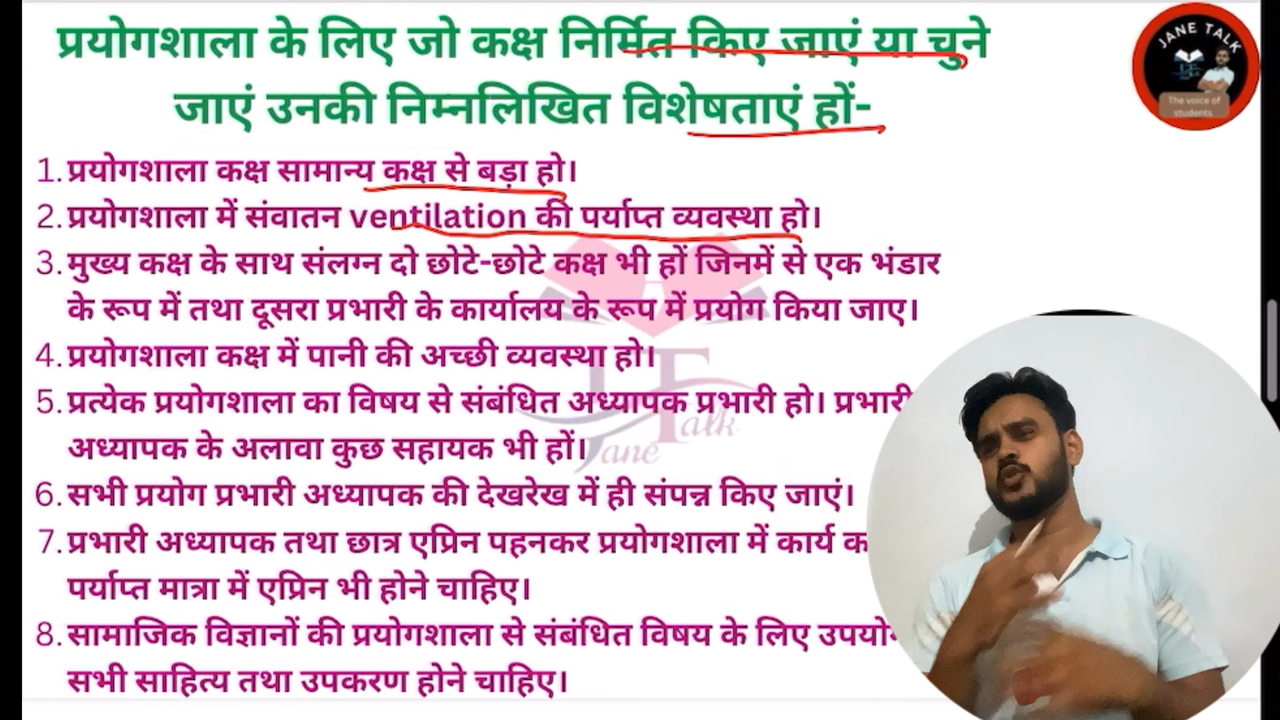 प्रयोगशाला के लिए जो कक्ष निर्मित किए जाएं या चुने
जाएं उनकी निम्नलिखित विशेषताएं हों-
1. प्रयोगशाला कक्ष सामान्य कक्ष से बड़ा हो।
2. प्रयोगशाला में संवातन ventilation की पर्याप्त व्यवस्था हो।
3. मुख्य कक्ष के साथ संलग्न दो छोटे-छोटे कक्ष भी हों जिनमें से एक भंडार
के रूप में तथा दूसरा प्रभारी के कार्यालय के रूप में प्रयोग किया जाए।
4. प्रयोगशाला कक्ष में पानी की अच्छी व्यवस्था हो।
5. प्रत्येक प्रयोगशाला का विषय से संबंधित अध्यापक प्रभारी हो। प्रभारी
अध्यापक के अलावा कुछ सहायक भी हों।
6. सभी प्रयोग प्रभारी अध्यापक की देखरेख में ही संपन्न किए जाएं।
7. प्रभारी अध्यापक तथा छात्र एप्रिन पहनकर प्रयोगशाला में कार्य
पर्याप्त मात्रा में एप्रिन भी होने चाहिए।
8. सामाजिक विज्ञानों की प्रयोगशाला से संबंधित विषय के लिए
सभी साहित्य तथा उपकरण होने चाहिए।
JANE TALK
The voice of
students
Jane Talk